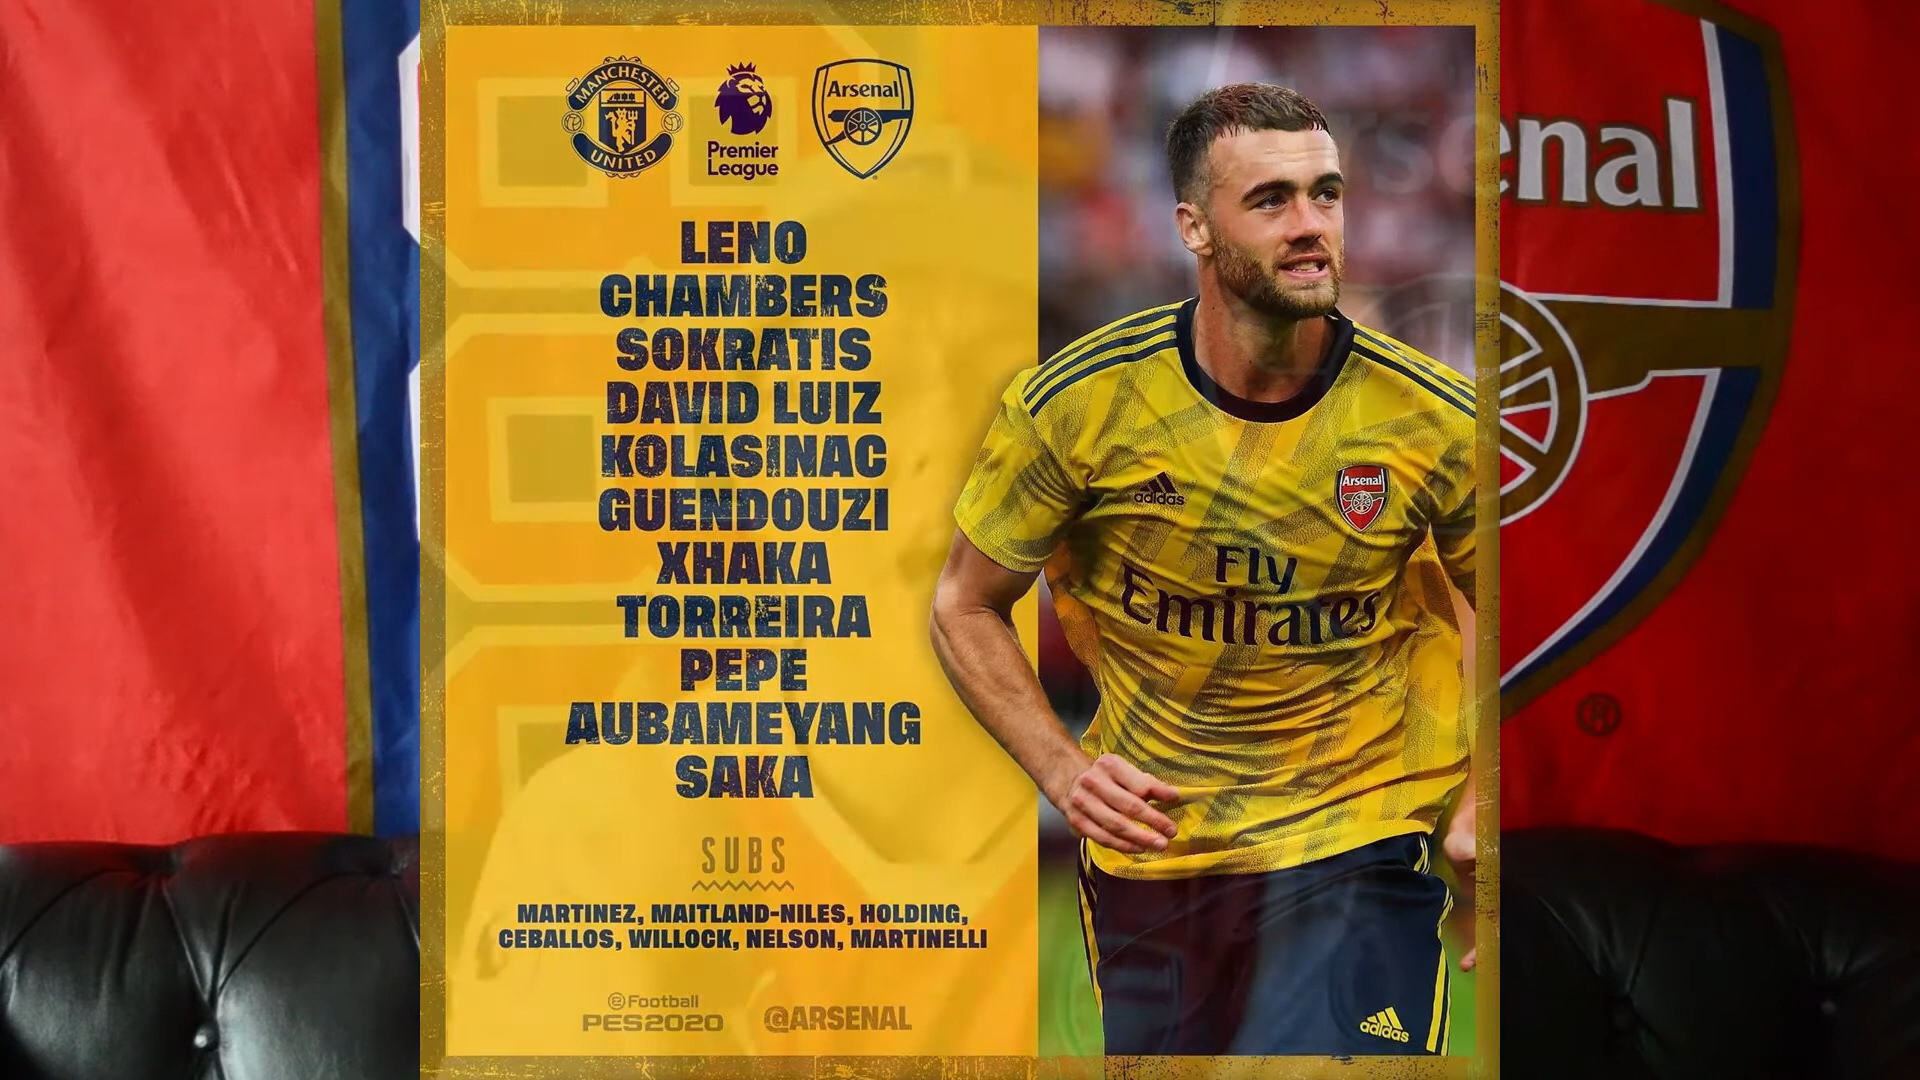 MANCHESTER
UNITED
Premier
League
Arsenal
LENO
CHAMBERS
SOKRATIS
DAVID LUIZ
KOLASINAC
GUENDOUZI
XHAKA
TORREIRA
PEPE
AUBAMEYANG
SAKA
SUBS
MARTINEZ, MAITLAND-NILES, HOLDING,
CEBALLOS, WILLOCK, NELSON, MARTINELLI
eFootball
PES2020
@ARSENAL
adidas
Arsenal
Fly
Emirates
adidas
enal
®